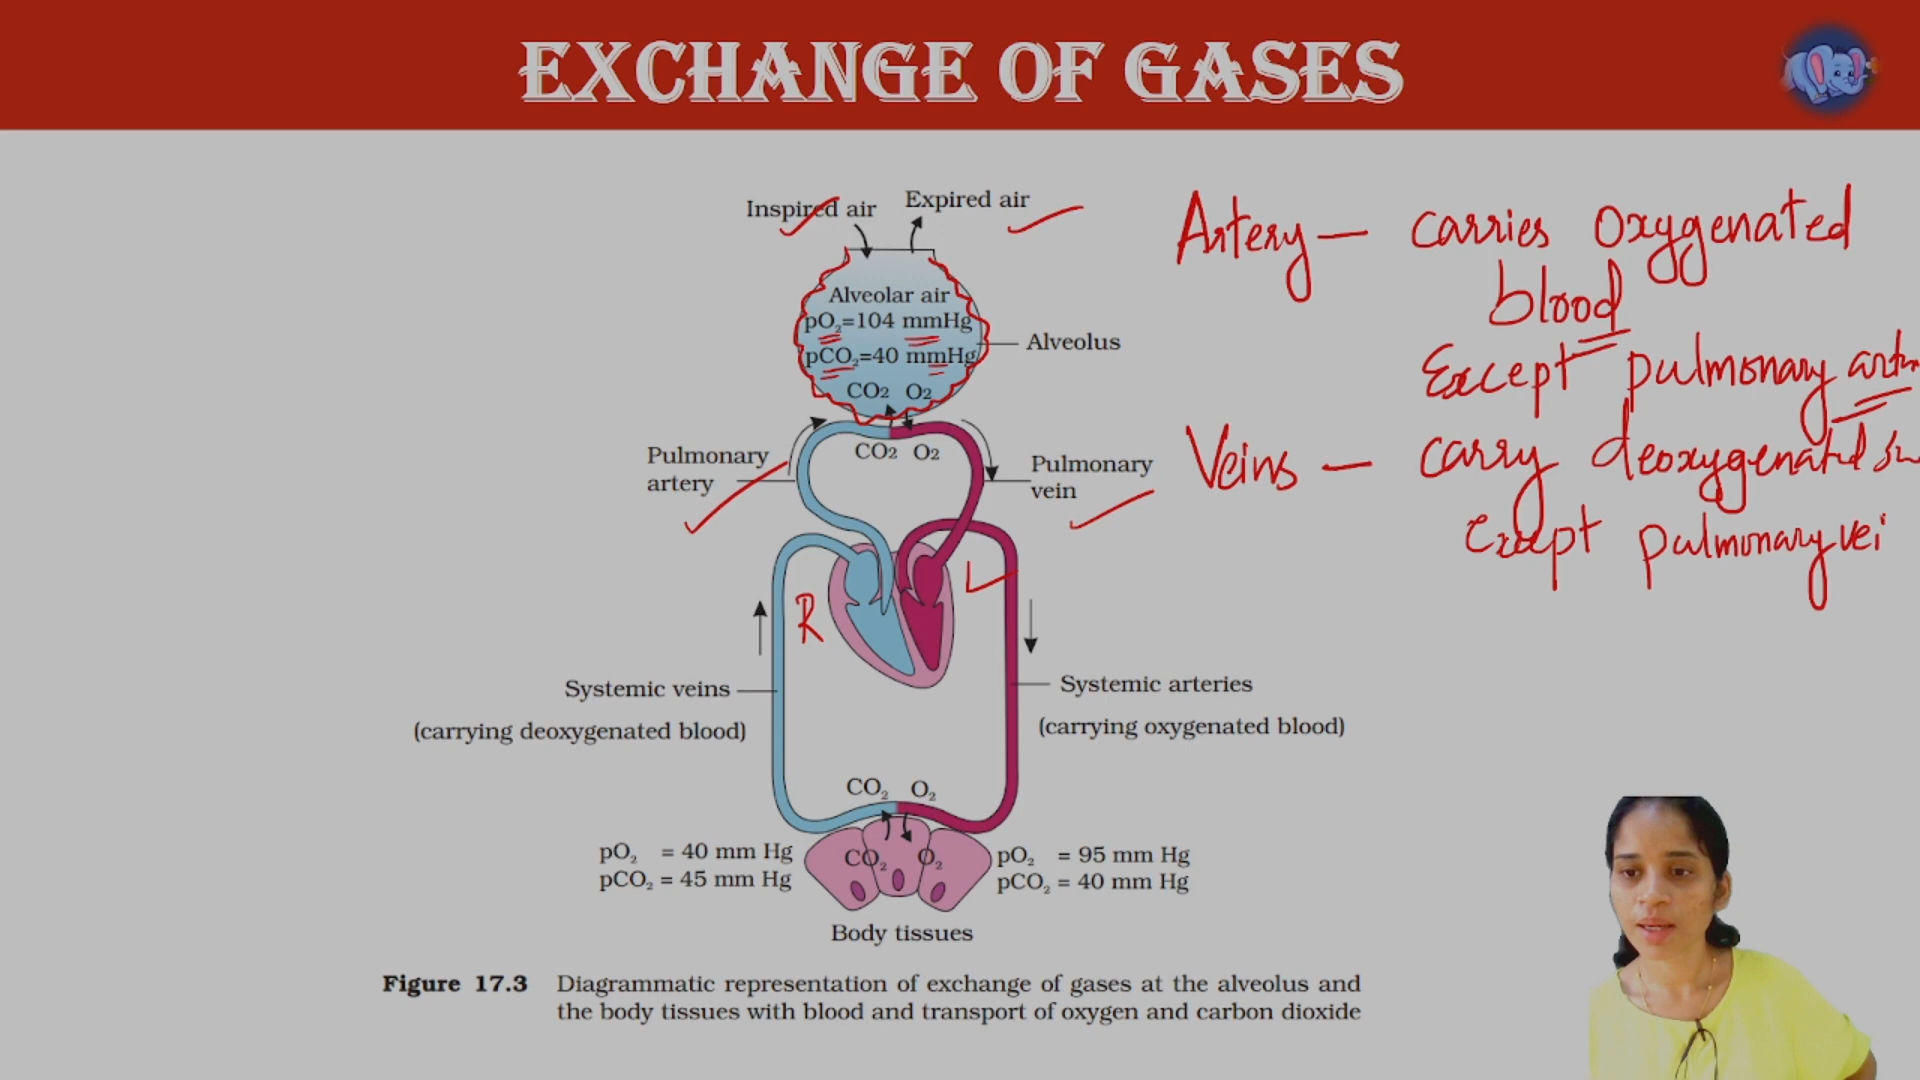 EXCHANGE OF GASES
Inspired air
Expired air
Alveolar air
pO₂=104 mmHg
pCO₂=40 mmHg
Alveolus
CO2 O2
CO2 O2
Pulmonary
artery
Pulmonary
vein
R
L
Systemic veins
(carrying deoxygenated blood)
Systemic arteries
(carrying oxygenated blood)
CO₂ O₂
CO₂ O₂
pO₂ = 40 mm Hg
pCO₂ = 45 mm Hg
pO₂ = 95 mm Hg
pCO₂ = 40 mm Hg
Body tissues
Figure 17.3 Diagrammatic representation of exchange of gases at the alveolus and
the body tissues with blood and transport of oxygen and carbon dioxide
Artery – carries Oxygenated
blood
Except pulmonary
Veins – carry deoxygenated
Except pulmonary vei